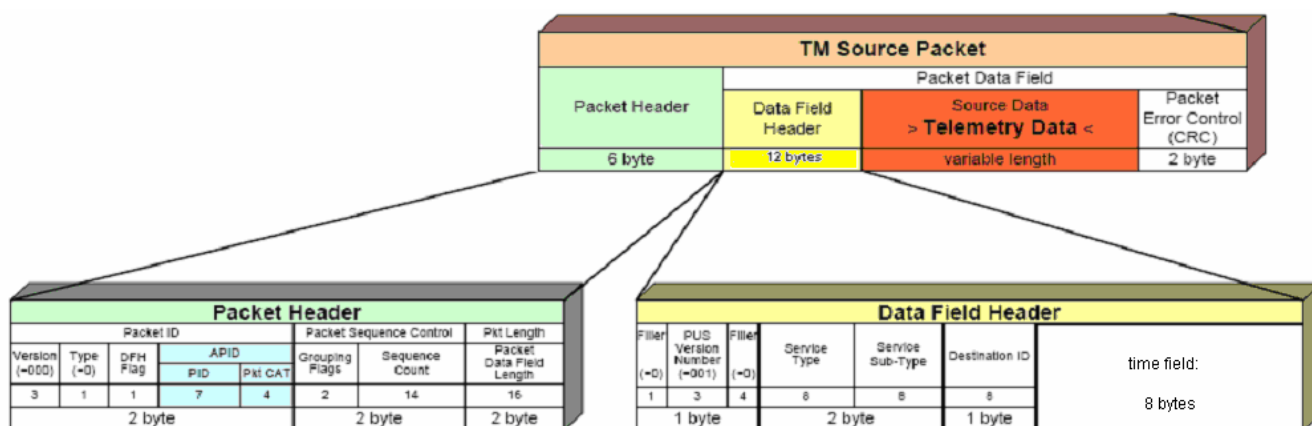 TM Source Packet
Packet Header
Packet Data Field
Data Field
Header
Source Data
> Telemetry Data <
Packet
Error Control
(CRC)
6 byte
12 bytes
variable length
2 byte
Packet Header
Packet ID
Packet Sequence Control
Pkt Length
Version
(=000)
Type
(=0)
DFH
Flag
APID
PID
Pkt CAT
Grouping
Flags
Sequence
Count
Packet
Data Field
Length
3
1
1
7
4
2
14
16
2 byte
2 byte
2 byte
Data Field Header
Filler
(=0)
PUS
Version
Number
(=001)
Filler
(=0)
Service
Type
Service
Sub-Type
Destination ID
time field:
8 bytes
1
3
4
8
8
8
1 byte
2 byte
1 byte